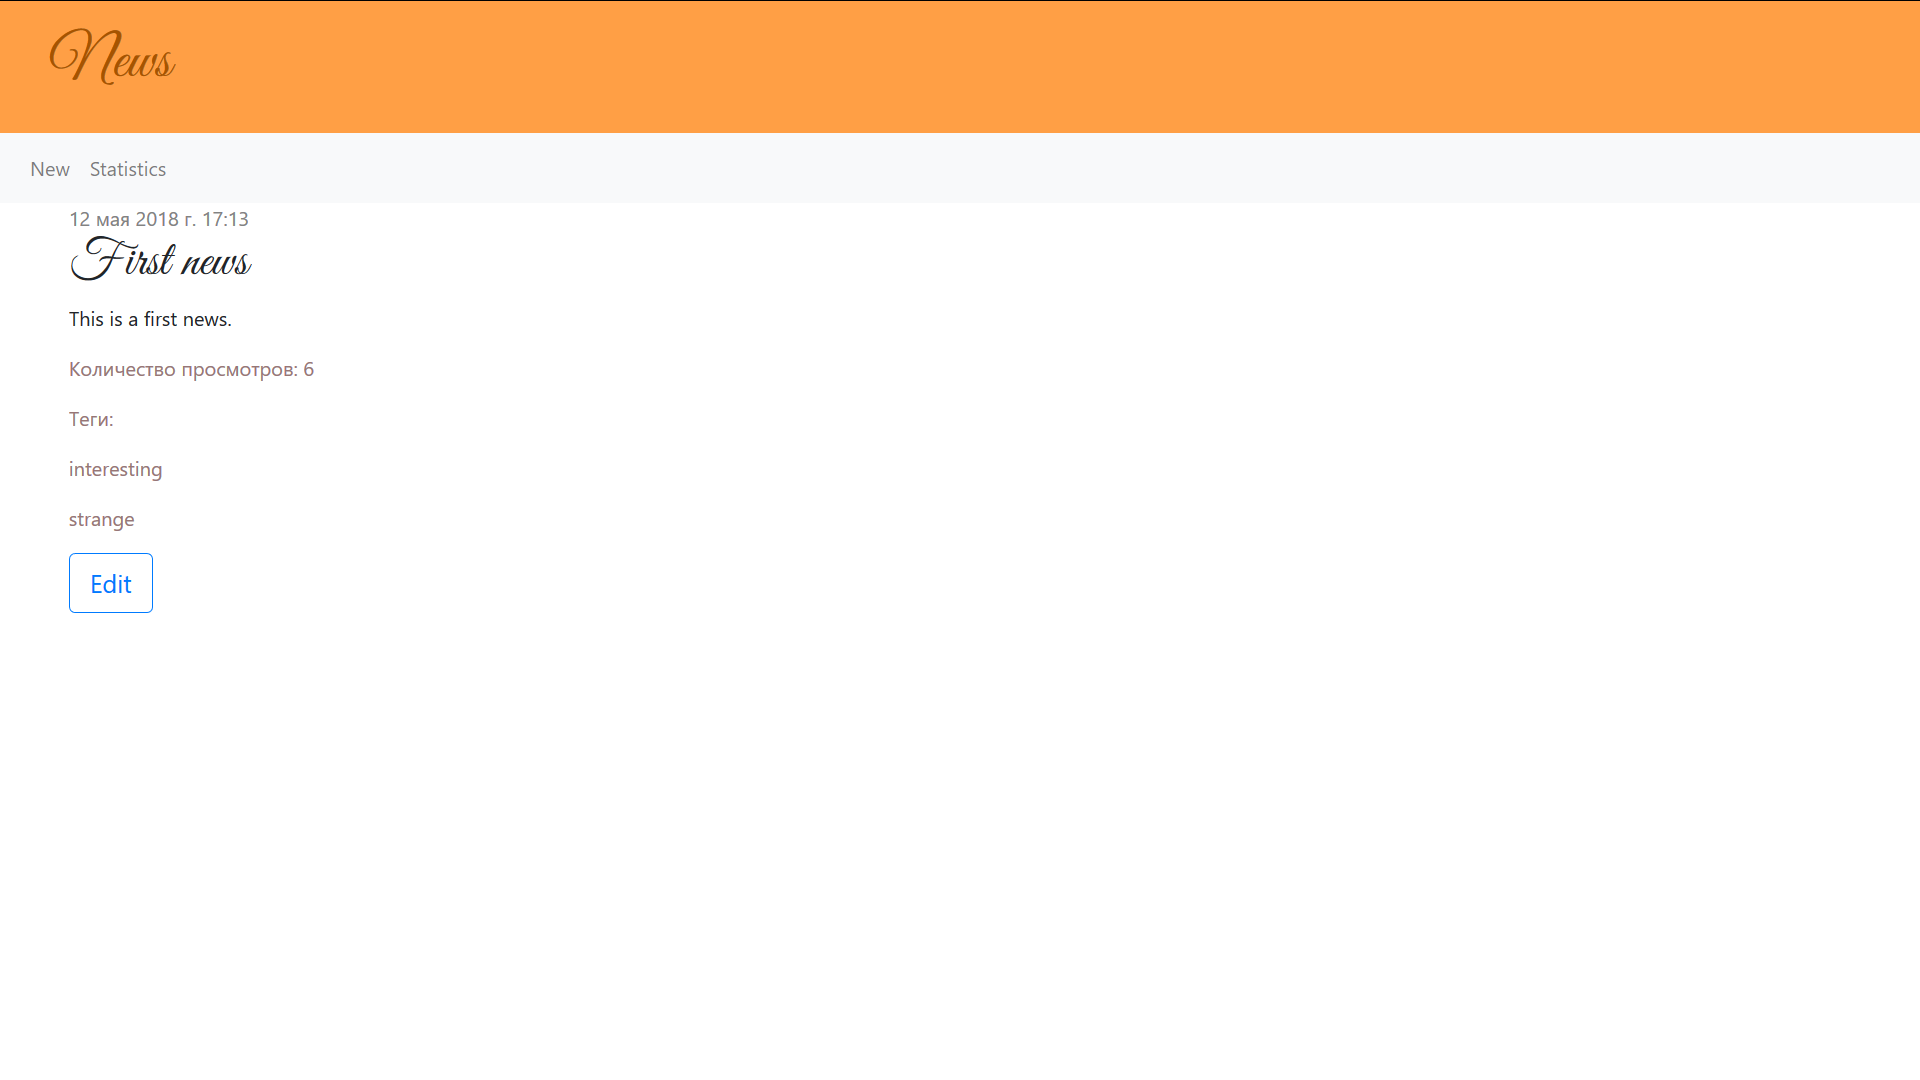 News
New Statistics
12 мая 2018 г. 17:13
First news
This is a first news.
Количество просмотров: 6
Теги:
interesting
strange
Edit